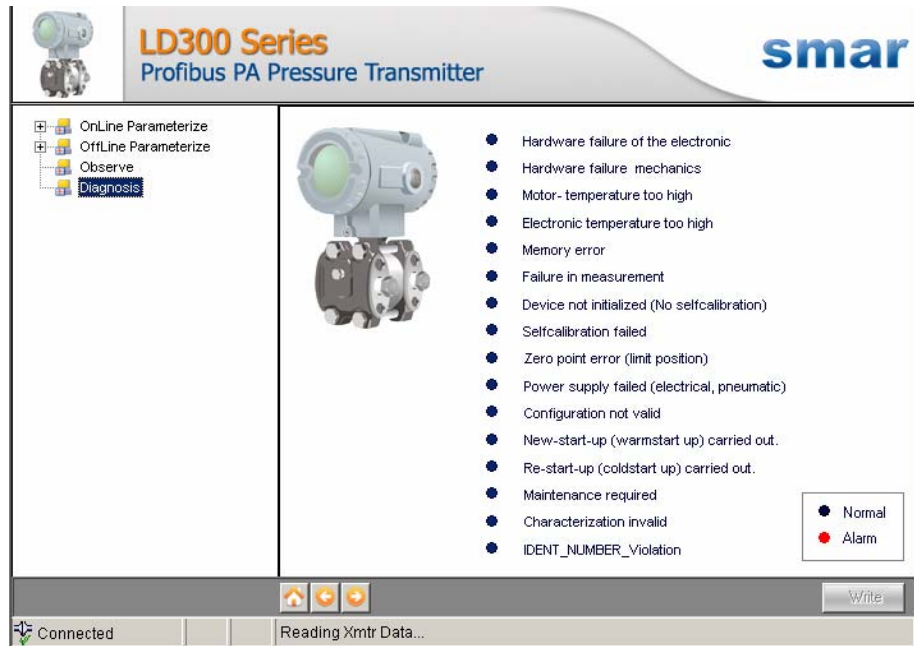 LD300 Series
Profibus PA Pressure Transmitter
smar
OnLine Parameterize
OffLine Parameterize
Observe
Diagnosis
Hardware failure of the electronic
Hardware failure mechanics
Motor- temperature too high
Electronic temperature too high
Memory error
Failure in measurement
Device not initialized (No selfcalibration)
Selfcalibration failed
Zero point error (limit position)
Power supply failed (electrical, pneumatic)
Configuration not valid
New-start-up (warmstart up) carried out.
Re-start-up (coldstart up) carried out.
Maintenance required
Characterization invalid
IDENT_NUMBER_Violation
Normal
Alarm
Write
Connected
Reading Xmtr Data...